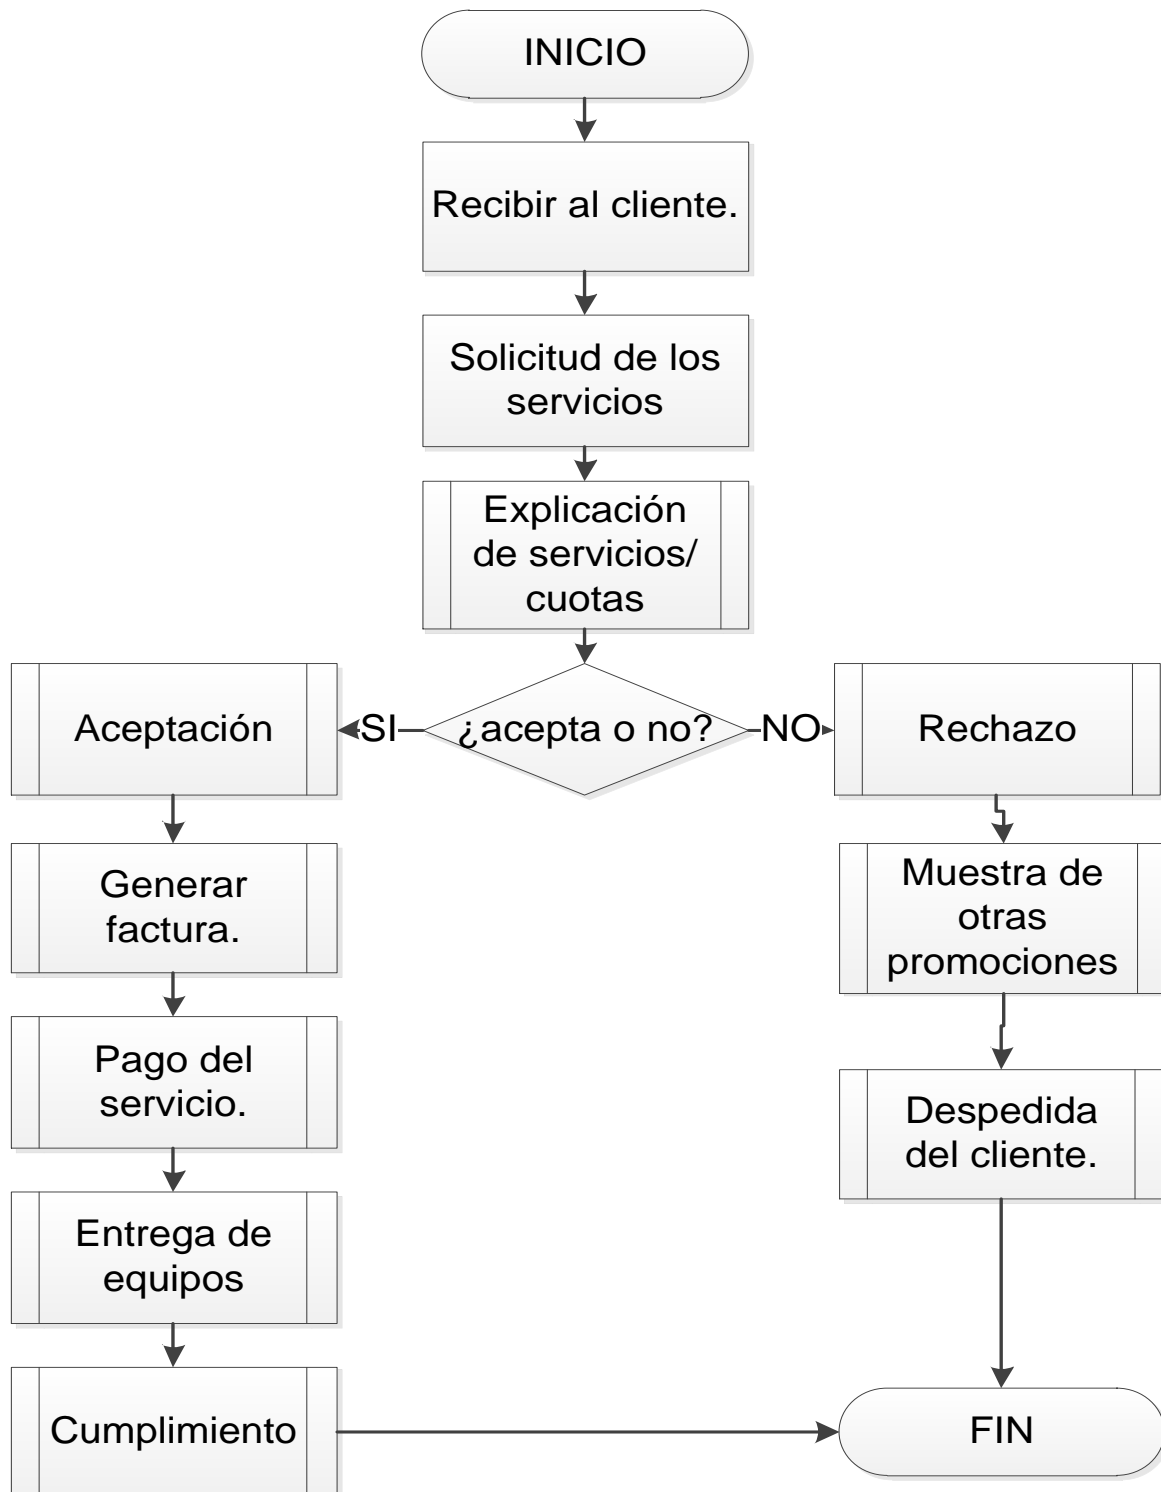 INICIO
Recibir al cliente.
Solicitud de los
servicios
Explicación
de servicios/
cuotas
¿acepta o no?
SI
Aceptación
Generar
factura.
Pago del
servicio.
Entrega de
equipos
Cumplimiento
NO
Rechazo
Muestra de
otras
promociones
Despedida
del cliente.
FIN